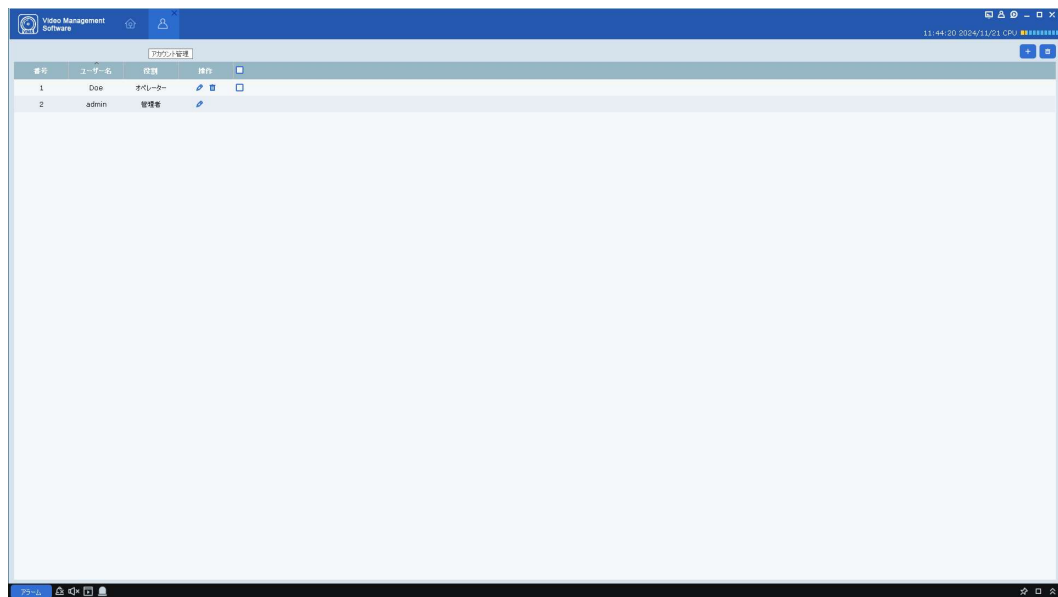 Video Management
Software
11:44:20 2024/11/21 CPU
アカウント管理
番号 ユーザー名 役割 操作
1 Doe オペレーター
2 admin 管理者
アラーム